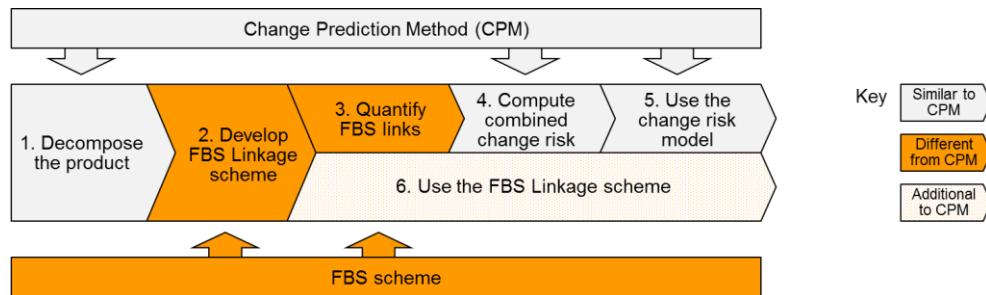 Change Prediction Method (CPM)
1. Decompose
the product
2. Develop
FBS Linkage
scheme
3. Quantify
FBS links
4. Compute
combined
change risk
5. Use the
change risk
model
6. Use the FBS Linkage scheme
FBS scheme
Key
Similar to
CPM
Different
from CPM
Additional
to CPM